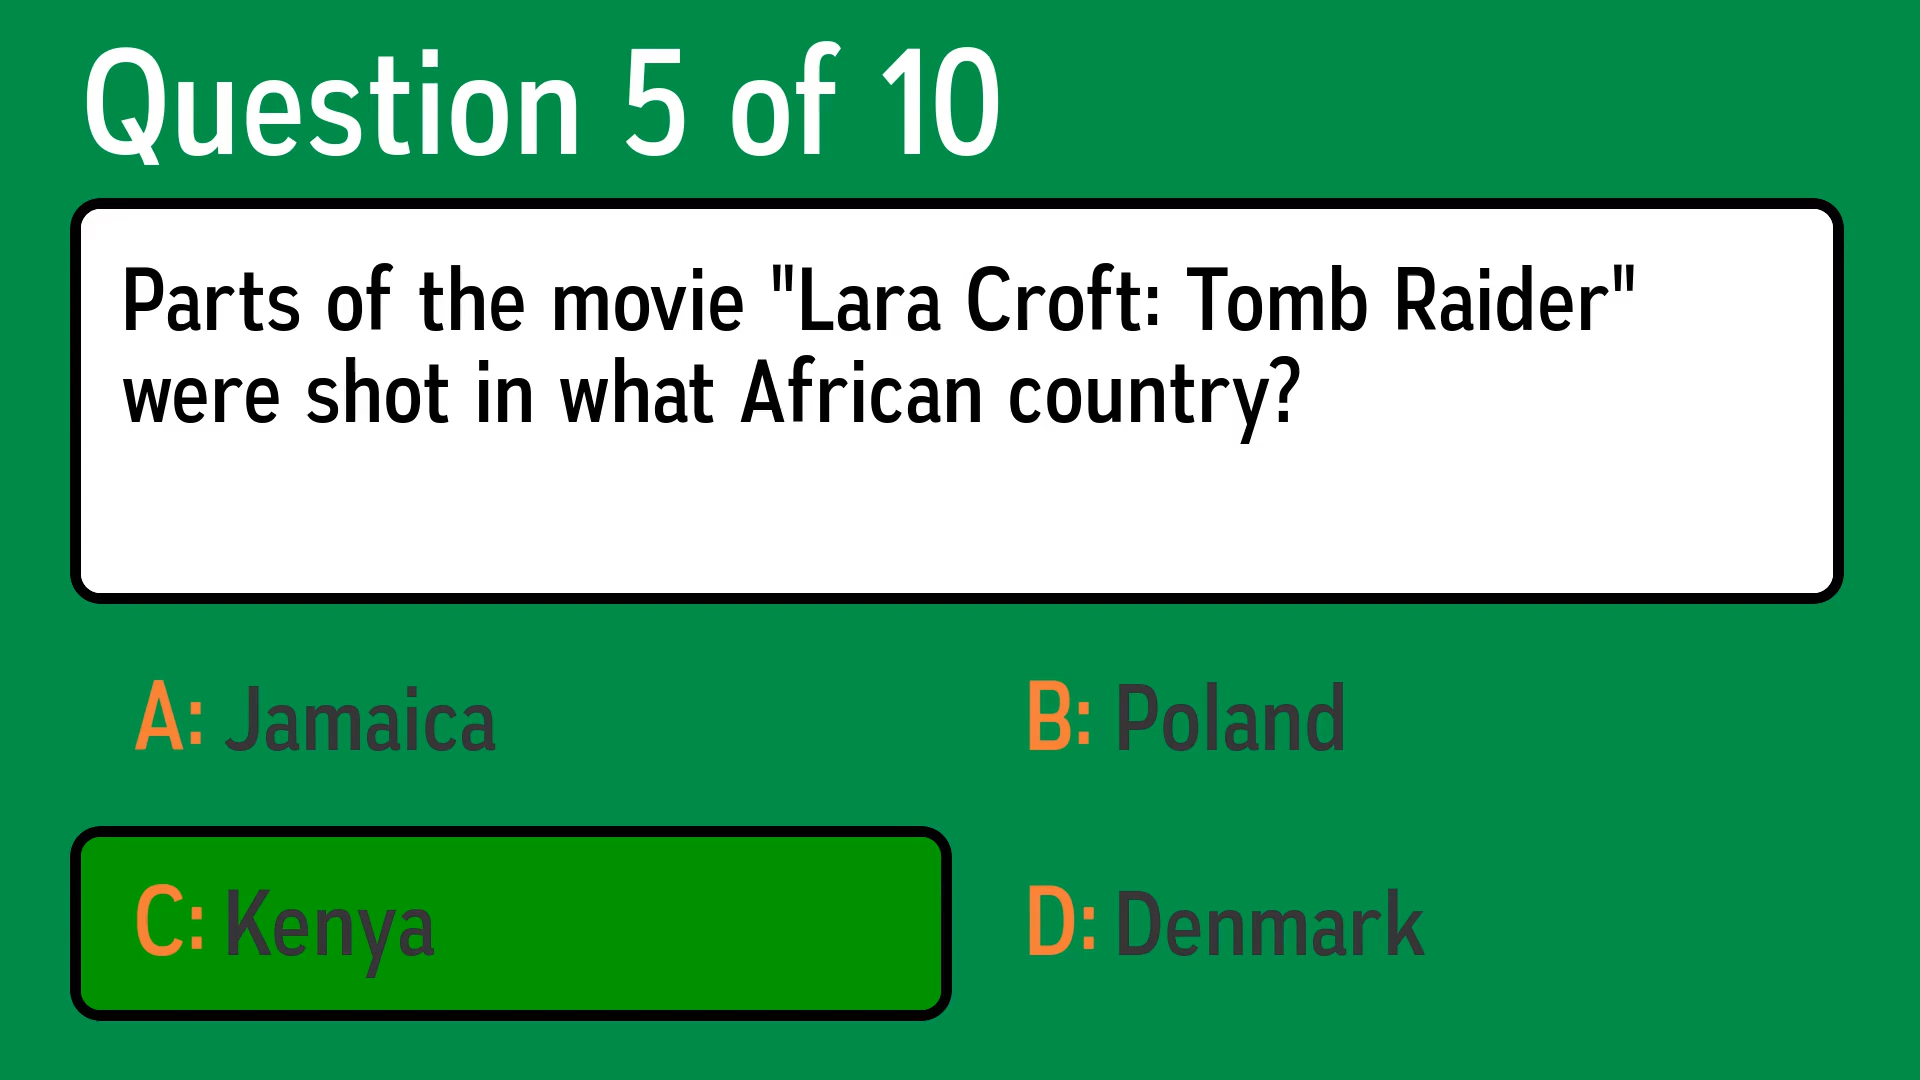 Question 5 of 10
Parts of the movie "Lara Croft: Tomb Raider"
were shot in what African country?
A: Jamaica
B: Poland
C: Kenya
D: Denmark